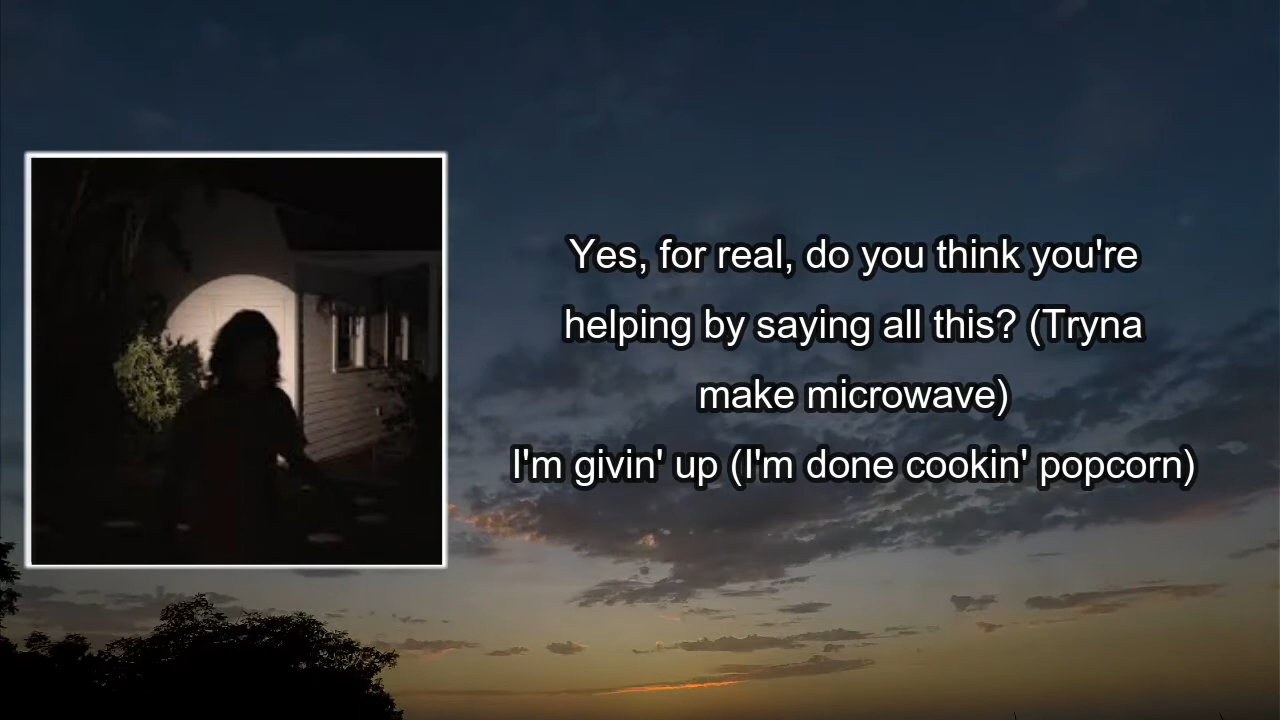 Yes, for real, do you think you're
helping by saying all this? (Tryna
make microwave)
I'm givin' up (I'm done cookin' popcorn)